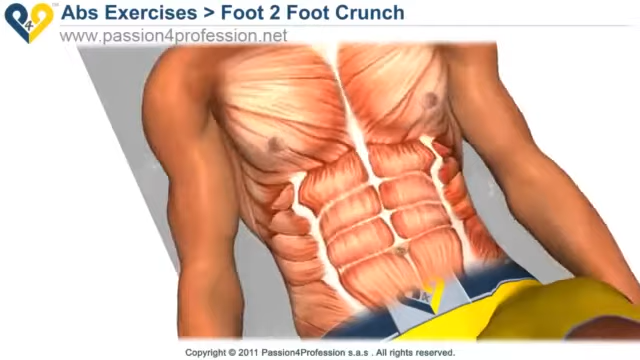 Abs Exercises > Foot 2 Foot Crunch
www.passion4profession.net
Copyright © 2011 Passion4Profession s.a.s . All rights reserved.